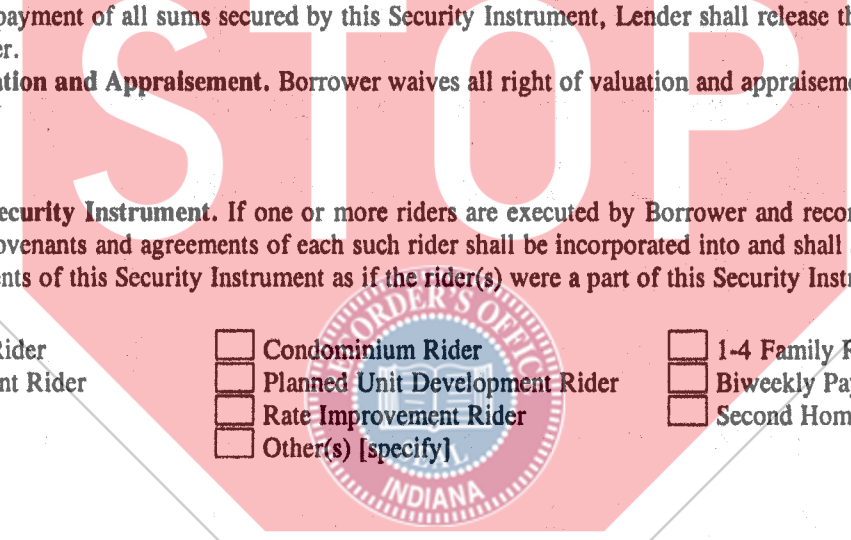 STOP
payment of all sums secured by this Security Instrument, Lender shall release th
er.
ation and Appraisement. Borrower waives all right of valuation and appraiseme
ecurity Instrument. If one or more riders are executed by Borrower and recor
ovenants and agreements of each such rider shall be incorporated into and shall
nts of this Security Instrument as if the rider(s) were a part of this Security Instr
Rider
Condominium Rider
1-4 Family R
nt Rider
Planned Unit Development Rider
Biweekly Pay
Rate Improvement Rider
Second Hom
Other(s) [specify]
RECORDER'S OFFICE
SEAL
INDIANA